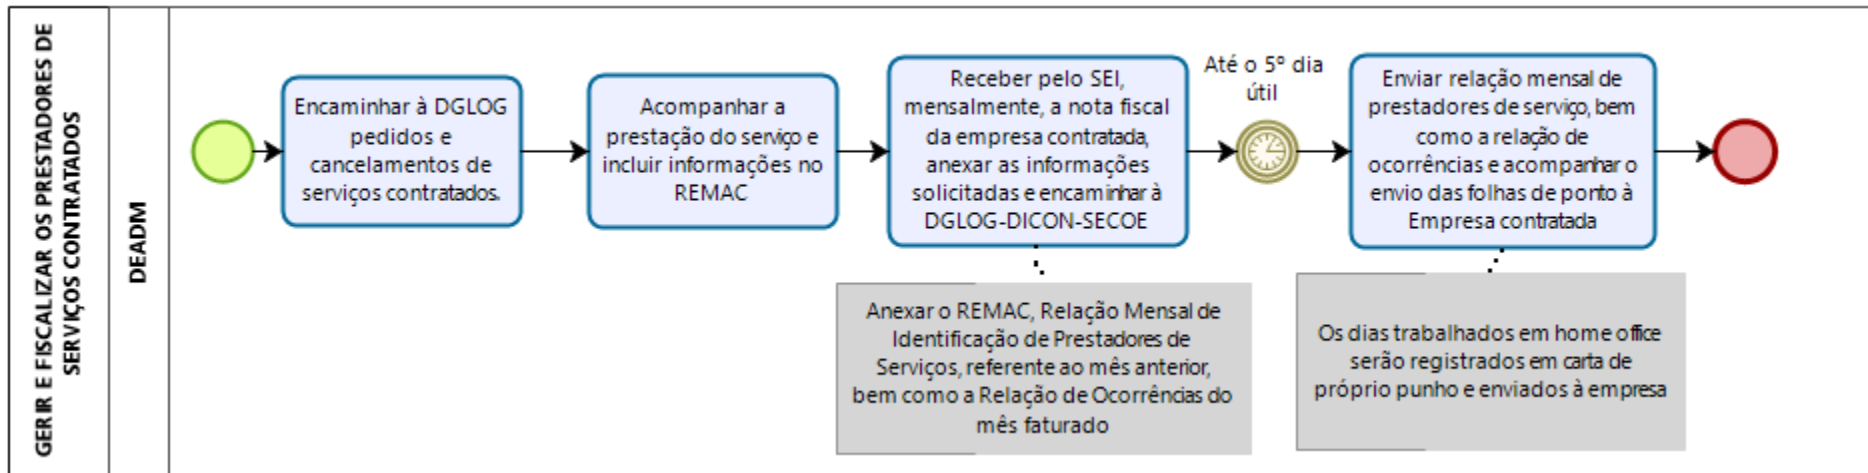 GERIR E FISCALIZAR OS PRESTADORES DE
SERVIÇOS CONTRATADOS
DEADM
Encaminhar à DGLOG
pedidos e
cancelamentos de
serviços contratados.
Acompanhar a
prestação do serviço e
incluir informações no
REMAC
Receber pelo SEI,
mensalmente, a nota fiscal
da empresa contratada,
anexar as informações
solicitadas e encaminhar à
DGLOG-DICON-SECOE
Até o 5º dia
útil
Enviar relação mensal de
prestadores de serviço, bem
como a relação de
ocorrências e acompanhar o
envio das folhas de ponto à
Empresa contratada
Anexar o REMAC, Relação Mensal de
Identificação de Prestadores de
Serviços, referente ao mês anterior,
bem como a Relação de Ocorrências do
mês faturado
Os dias trabalhados em home office
serão registrados em carta de
próprio punho e enviados à empresa